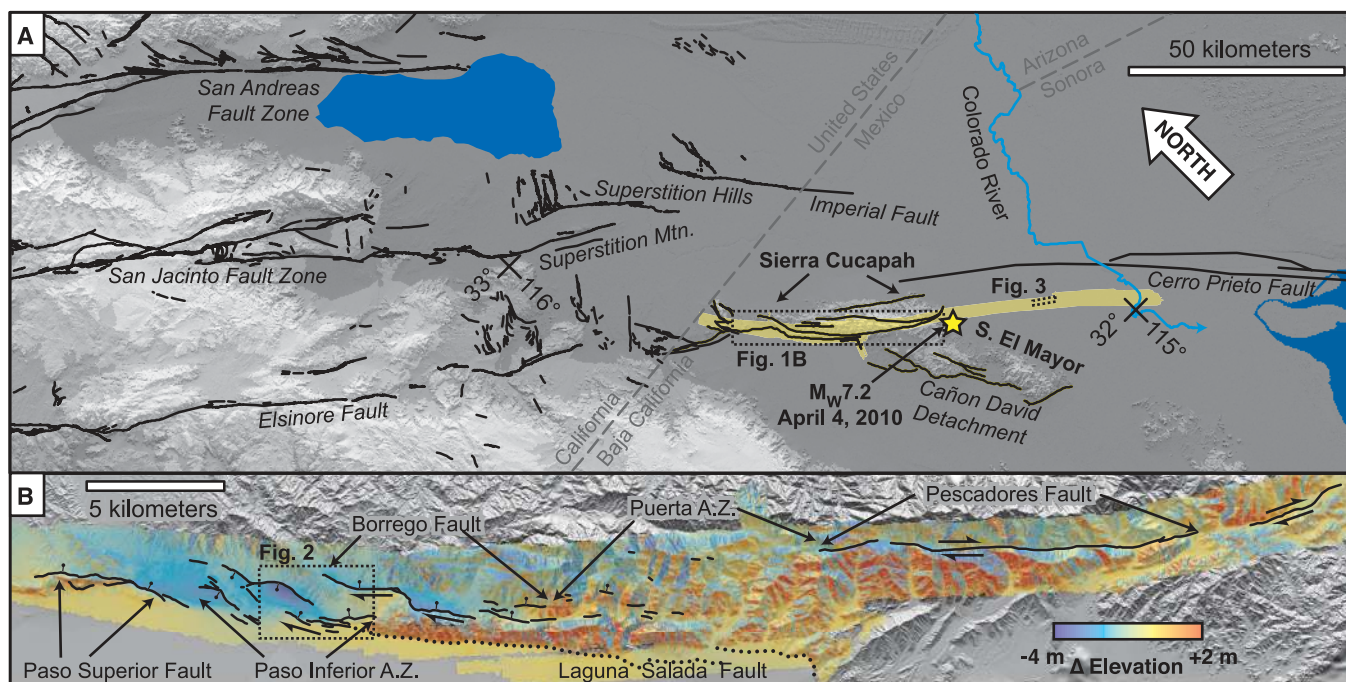 A
San Andreas
Fault Zone
United States
Mexico
Colorado River
Arizona
Sonora
50 kilometers
NORTH
Superstition Hills
Imperial Fault
Superstition Mtn.
San Jacinto Fault Zone
33°
116°
Sierra Cucapah
Fig. 3
Cerro Prieto Fault
32°
115°
Fig. 1B
S. El Mayor
MW7.2
April 4, 2010
Cañon David
Detachment
Elsinore Fault
California
Baja California
B
5 kilometers
Borrego Fault
Puerta A.Z.
Pescadores Fault
Fig. 2
Paso Superior Fault
Paso Inferior A.Z.
Laguna Salada Fault
-4 m
Δ Elevation
+2 m